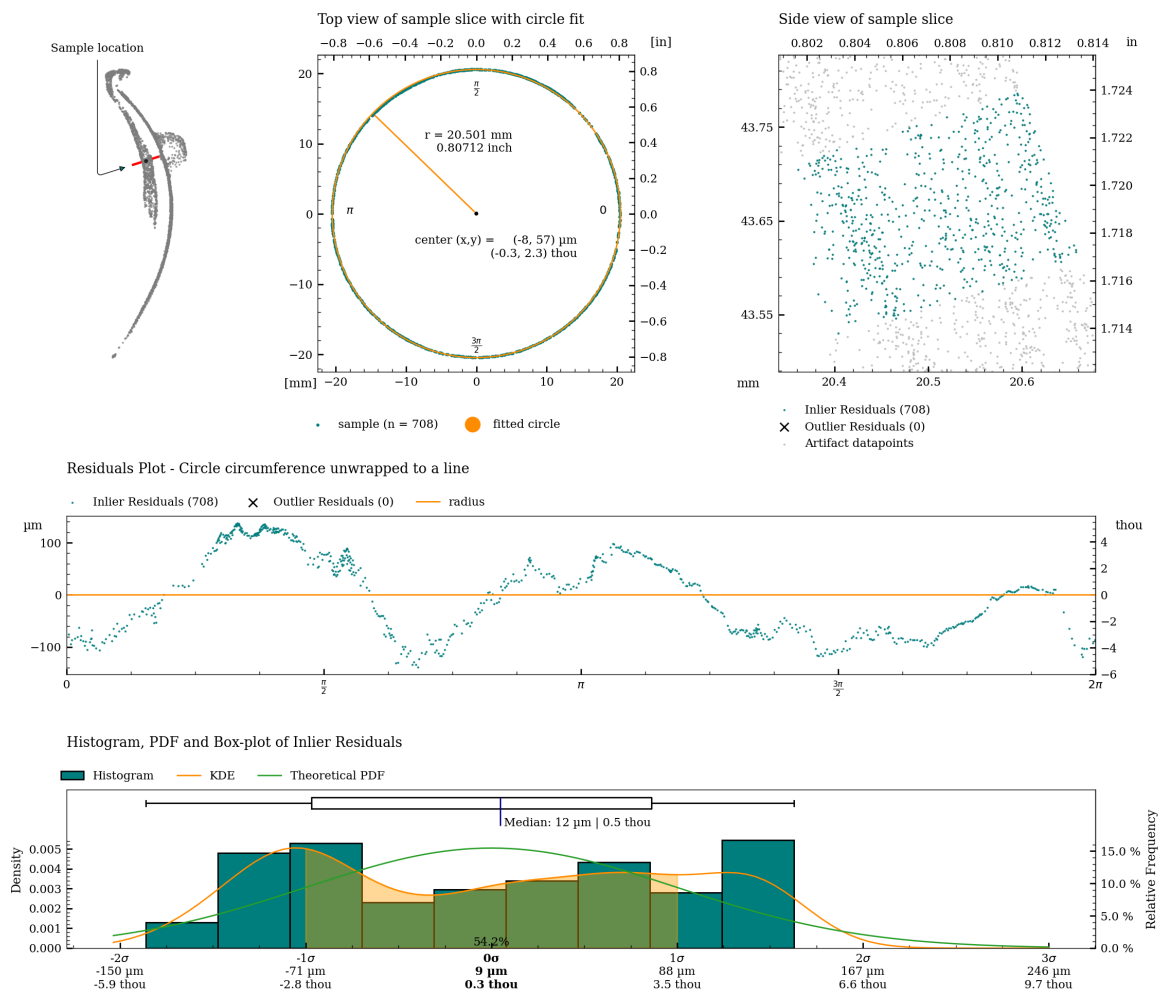 Sample location
Top view of sample slice with circle fit
−0.8 −0.6 −0.4 −0.2 0.0 0.2 0.4 0.6 0.8 [in]
20
10
0
−10
−20
0.8
0.6
0.4
0.2
0.0
−0.2
−0.4
−0.6
−0.8
π/2
r = 20.501 mm
0.80712 inch
π
0
center (x,y) = (-8, 57) µm
(-0.3, 2.3) thou
3π/2
[mm] −20 −10 0 10 20
sample (n = 708) fitted circle
Side view of sample slice
0.802 0.804 0.806 0.808 0.810 0.812 0.814 in
43.75
43.65
43.55
1.724
1.722
1.720
1.718
1.716
1.714
mm 20.4 20.5 20.6
Inlier Residuals (708)
Outlier Residuals (0)
Artifact datapoints
Residuals Plot - Circle circumference unwrapped to a line
Inlier Residuals (708) Outlier Residuals (0) radius
µm
100
0
−100
thou
4
2
0
−2
−4
−6
0 π/2 π 3π/2 2π
Histogram, PDF and Box-plot of Inlier Residuals
Histogram KDE Theoretical PDF
Median: 12 µm | 0.5 thou
Density
0.005
0.004
0.003
0.002
0.001
0.000
Relative Frequency
15.0 %
10.0 %
5.0 %
0.0 %
54.2%
-2σ -1σ 0σ 1σ 2σ 3σ
-150 µm -71 µm 9 µm 88 µm 167 µm 246 µm
-5.9 thou -2.8 thou 0.3 thou 3.5 thou 6.6 thou 9.7 thou